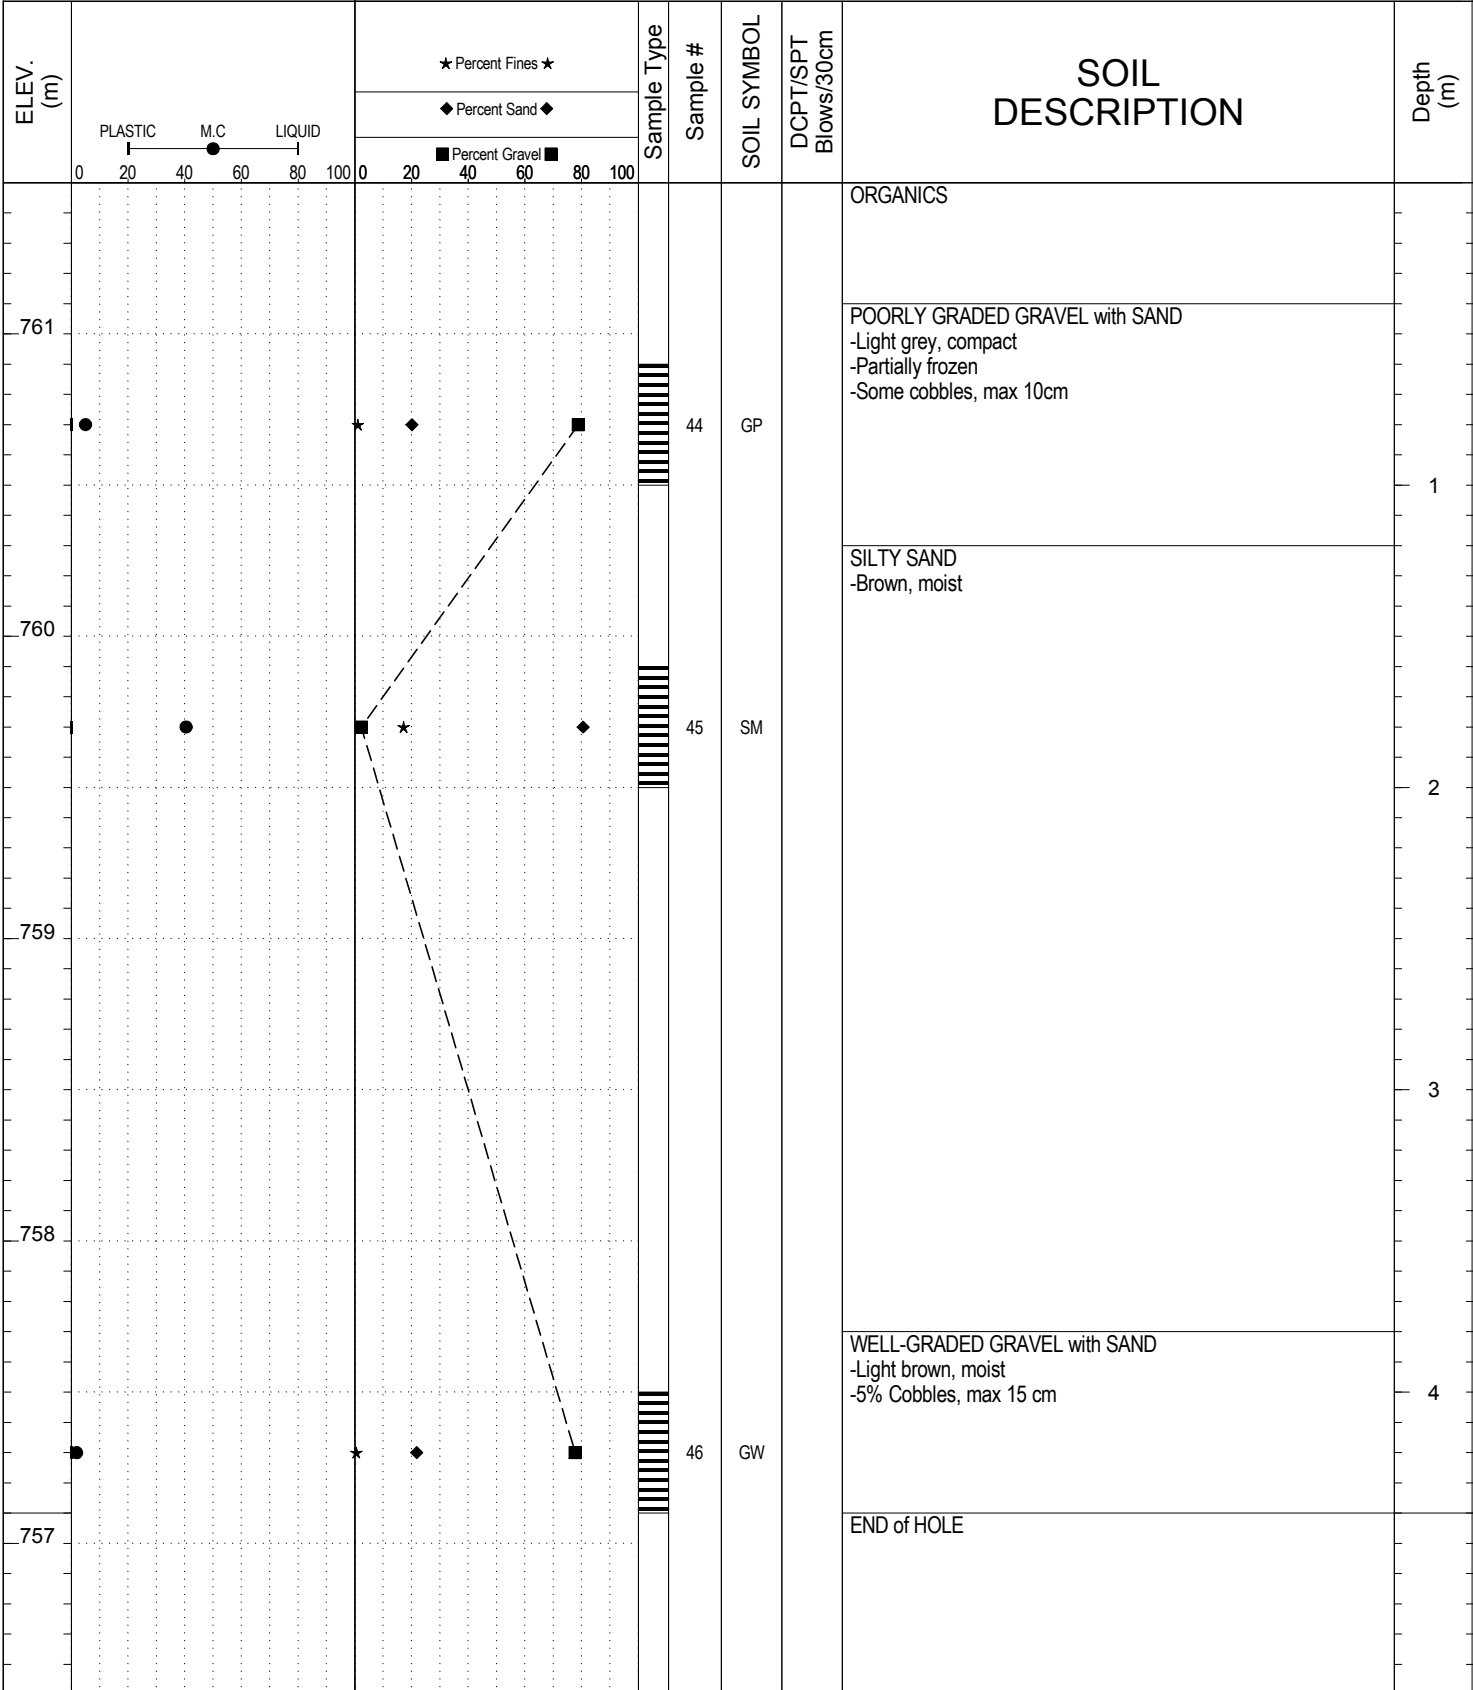 ELEV.
(m)
PLASTIC M.C LIQUID
0 20 40 60 80 100
★ Percent Fines ★
◆ Percent Sand ◆
■ Percent Gravel ■
0 20 40 60 80 100
Sample Type
Sample #
SOIL SYMBOL
DCPT/SPT
Blows/30cm
SOIL
DESCRIPTION
Depth
(m)
ORGANICS
761
POORLY GRADED GRAVEL with SAND
-Light grey, compact
-Partially frozen
-Some cobbles, max 10cm
44 GP
1
SILTY SAND
-Brown, moist
760
45 SM
2
759
3
758
WELL-GRADED GRAVEL with SAND
-Light brown, moist
-5% Cobbles, max 15 cm
4
46 GW
END of HOLE
757